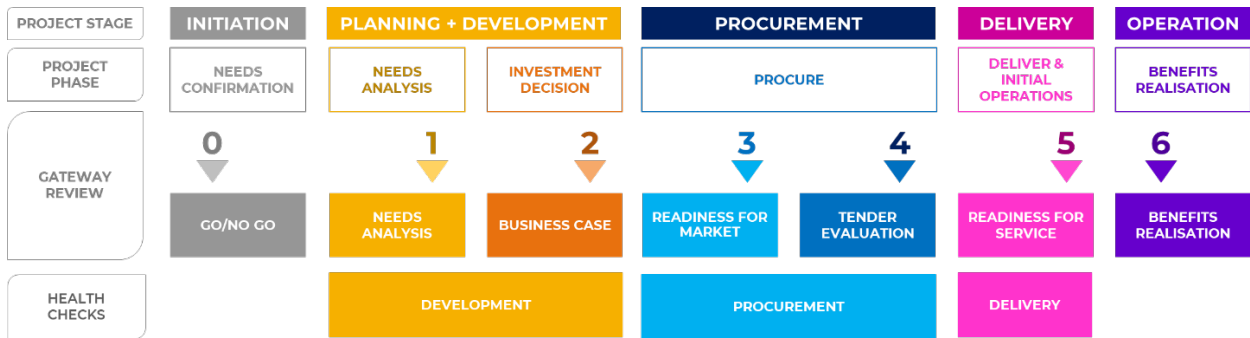 PROJECT STAGE
INITIATION
PLANNING + DEVELOPMENT
PROCUREMENT
DELIVERY
OPERATION
PROJECT
PHASE
NEEDS
CONFIRMATION
NEEDS
ANALYSIS
INVESTMENT
DECISION
PROCURE
DELIVER &
INITIAL
OPERATIONS
BENEFITS
REALISATION
GATEWAY
REVIEW
0
1
2
3
4
5
6
GO/NO GO
NEEDS
ANALYSIS
BUSINESS CASE
READINESS FOR
MARKET
TENDER
EVALUATION
READINESS FOR
SERVICE
BENEFITS
REALISATION
HEALTH
CHECKS
DEVELOPMENT
PROCUREMENT
DELIVERY